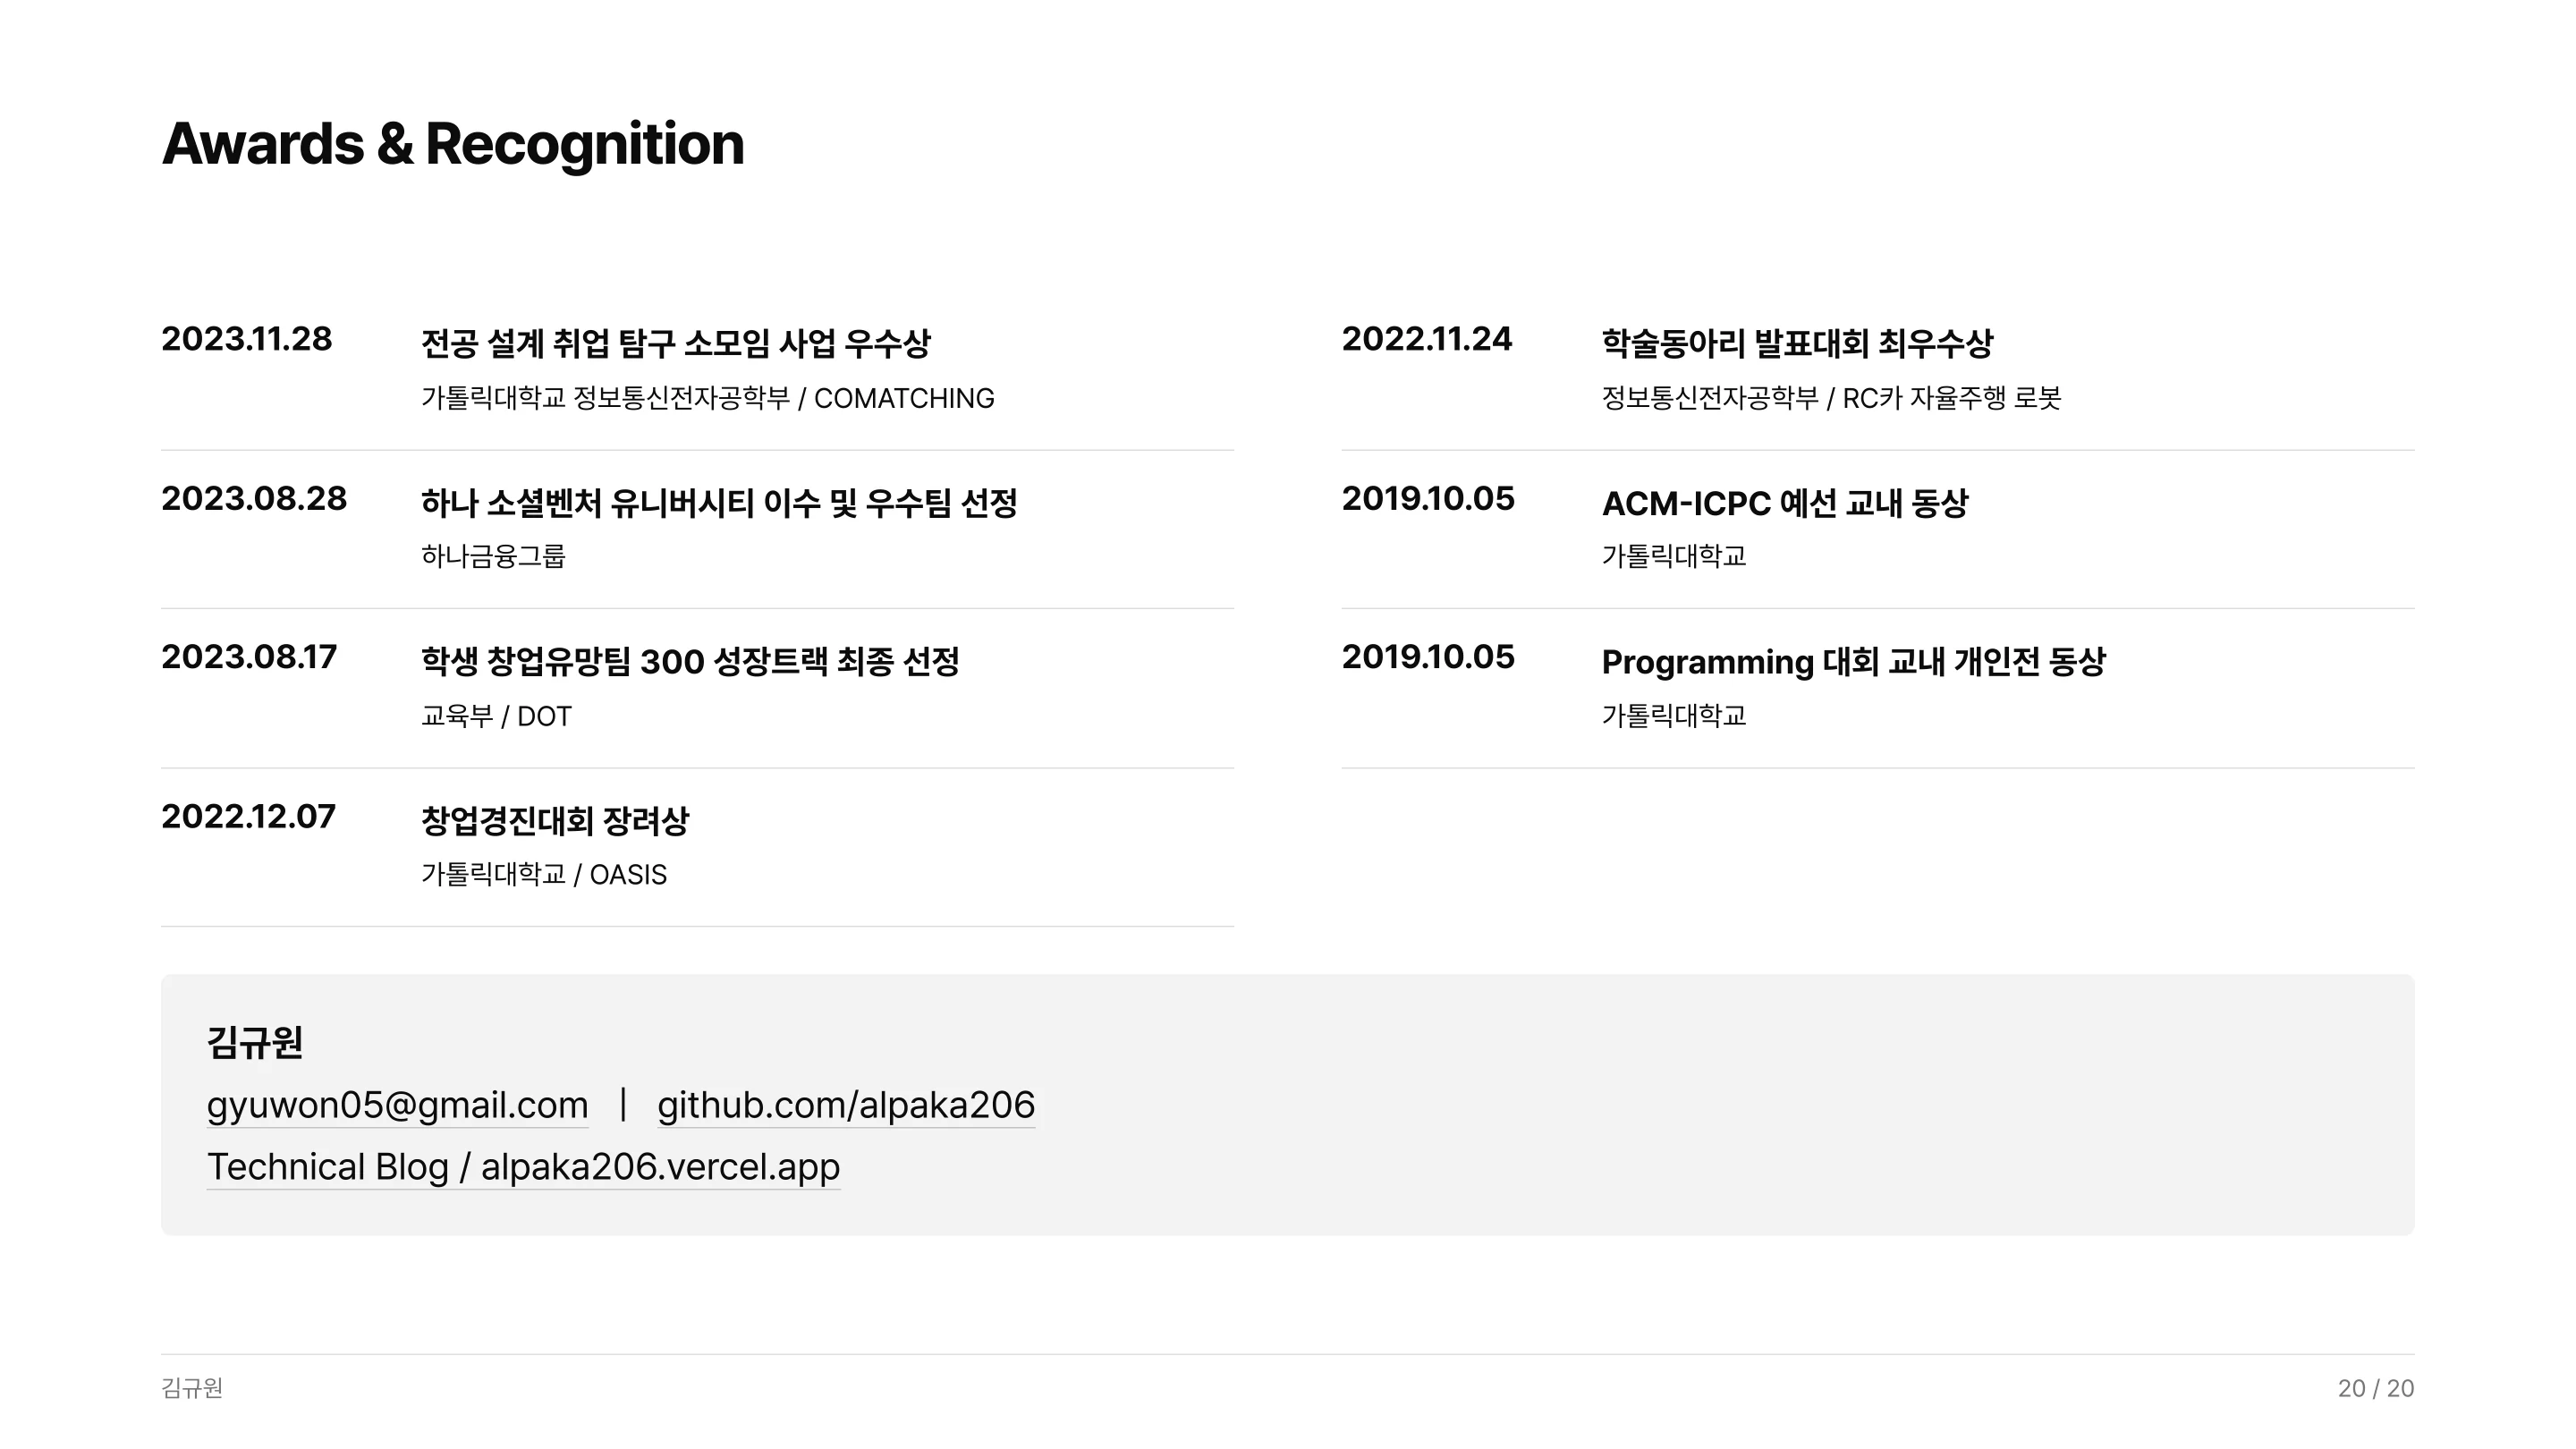 Awards & Recognition
2023.11.28
전공 설계 취업 탐구 소모임 사업 우수상
가톨릭대학교 정보통신전자공학부 / COMATCHING
2023.08.28
하나 소셜벤처 유니버시티 이수 및 우수팀 선정
하나금융그룹
2023.08.17
학생 창업유망팀 300 성장트랙 최종 선정
교육부 / DOT
2022.12.07
창업경진대회 장려상
가톨릭대학교 / OASIS
2022.11.24
학술동아리 발표대회 최우수상
정보통신전자공학부 / RC카 자율주행 로봇
2019.10.05
ACM-ICPC 예선 교내 동상
가톨릭대학교
2019.10.05
Programming 대회 교내 개인전 동상
가톨릭대학교
김규원
gyuwon05@gmail.com | github.com/alpaka206
Technical Blog / alpaka206.vercel.app
김규원
20 / 20